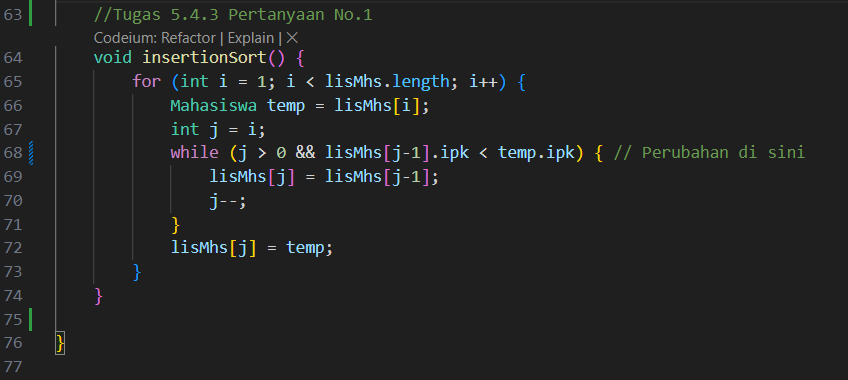 63 //Tugas 5.4.3 Pertanyaan No.1
Codeium: Refactor | Explain | ×
64 void insertionSort() {
65 for (int i = 1; i < lisMhs.length; i++) {
66 Mahasiswa temp = lisMhs[i];
67 int j = i;
68 while (j > 0 && lisMhs[j-1].ipk < temp.ipk) { // Perubahan di sini
69 lisMhs[j] = lisMhs[j-1];
70 j--;
71 }
72 lisMhs[j] = temp;
73 }
74 }
75
76 }
77